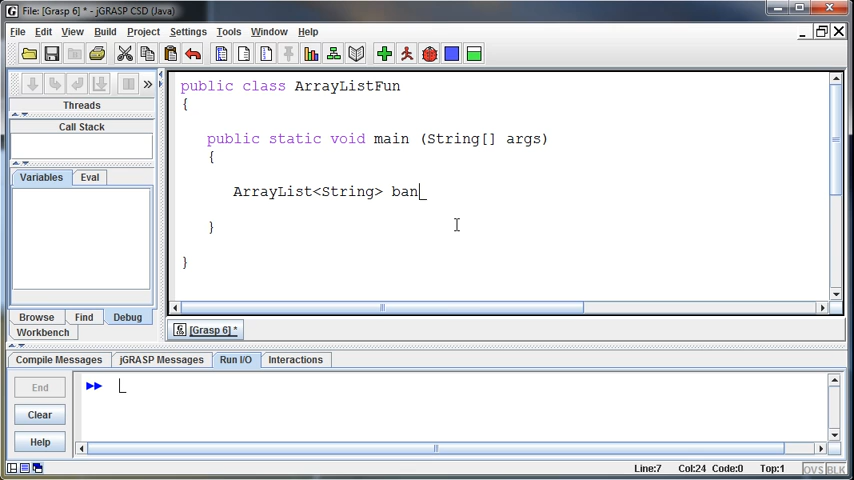 File: [Grasp 6] * - jGRASP CSD (Java)
File Edit View Build Project Settings Tools Window Help
Threads
Call Stack
Variables Eval
Browse Find Debug
Workbench
public class ArrayListFun
{
public static void main (String[] args)
{
ArrayList<String> ban
}
}
[Grasp 6] *
Compile Messages jGRASP Messages Run I/O Interactions
End
Clear
Help
Line:7 Col:24 Code:0 Top:1 OVS BLK